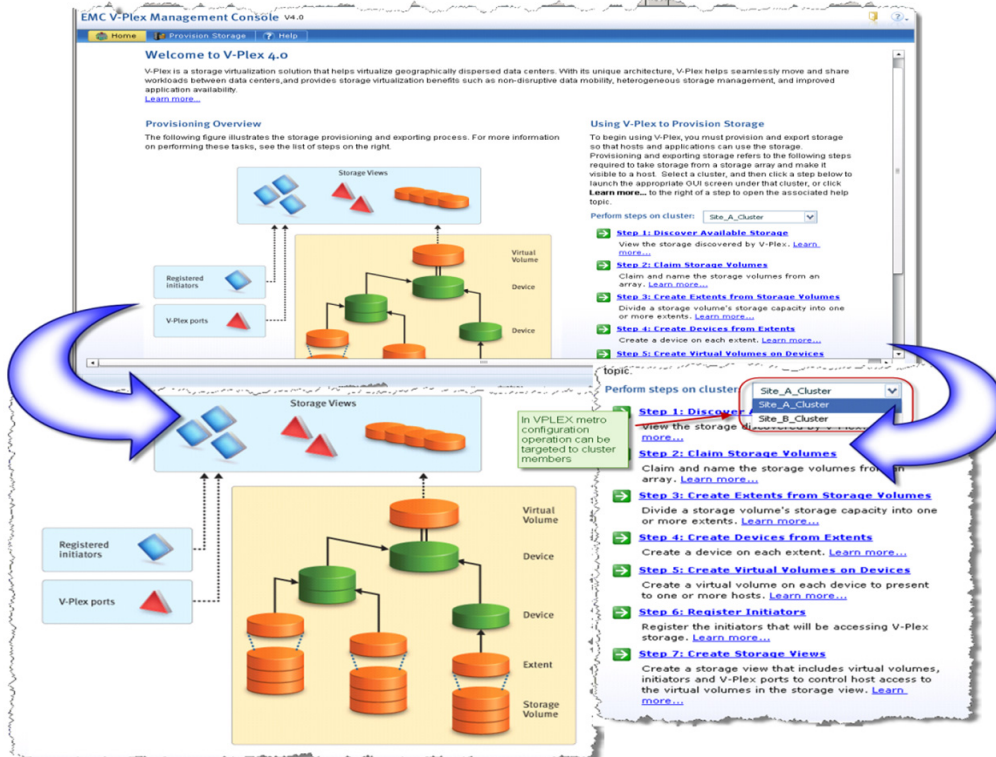 EMC V-Plex Management Console V4.0
Home
Provision Storage
Help
Welcome to V-Plex 4.0
V-Plex is a storage virtualization solution that helps virtualize geographically dispersed data centers. With its unique architecture, V-Plex helps seamlessly move and share
workloads between data centers,and provides storage virtualization benefits such as non-disruptive data mobility, heterogeneous storage management, and improved
application availability.
Learn more...
Provisioning Overview
The following figure illustrates the storage provisioning and exporting process. For more information
on performing these tasks, see the list of steps on the right.
Storage Views
Registered
initiators
V-Plex ports
Virtual
Volume
Device
Device
Using V-Plex to Provision Storage
To begin using V-Plex, you must provision and export storage
so that hosts and applications can use the storage.
Provisioning and exporting storage refers to the following steps
required to take storage from a storage array and make it
visible to a host. Select a cluster, and then click a step below to
launch the appropriate GUI screen under that cluster, or click
Learn more... to the right of a step to open the associated help
topic.
Perform steps on cluster: Site_A_Cluster
Step 1: Discover Available Storage
View the storage discovered by V-Plex. Learn
more...
Step 2: Claim Storage Volumes
Claim and name the storage volumes from an
array. Learn more...
Step 3: Create Extents from Storage Volumes
Divide a storage volume's storage capacity into one
or more extents. Learn more...
Step 4: Create Devices from Extents
Create a device on each extent. Learn more...
Step 5: Create Virtual Volumes on Devices
Storage Views
Registered
initiators
V-Plex ports
Virtual
Volume
Device
Device
Extent
Storage
Volume
In VPLEX metro
configuration
operation can be
targeted to cluster
members
topic.
Perform steps on cluster: Site_A_Cluster
Site_A_Cluster
Site_B_Cluster
Step 1: Discover
View the storage discovered by V-Plex.
more...
Step 2: Claim Storage Volumes
Claim and name the storage volumes from an
array. Learn more...
Step 3: Create Extents from Storage Volumes
Divide a storage volume's storage capacity into one
or more extents. Learn more...
Step 4: Create Devices from Extents
Create a device on each extent. Learn more...
Step 5: Create Virtual Volumes on Devices
Create a virtual volume on each device to present
to one or more hosts. Learn more...
Step 6: Register Initiators
Register the initiators that will be accessing V-Plex
storage. Learn more...
Step 7: Create Storage Views
Create a storage view that includes virtual volumes,
initiators and V-Plex ports to control host access to
the virtual volumes in the storage view. Learn
more...